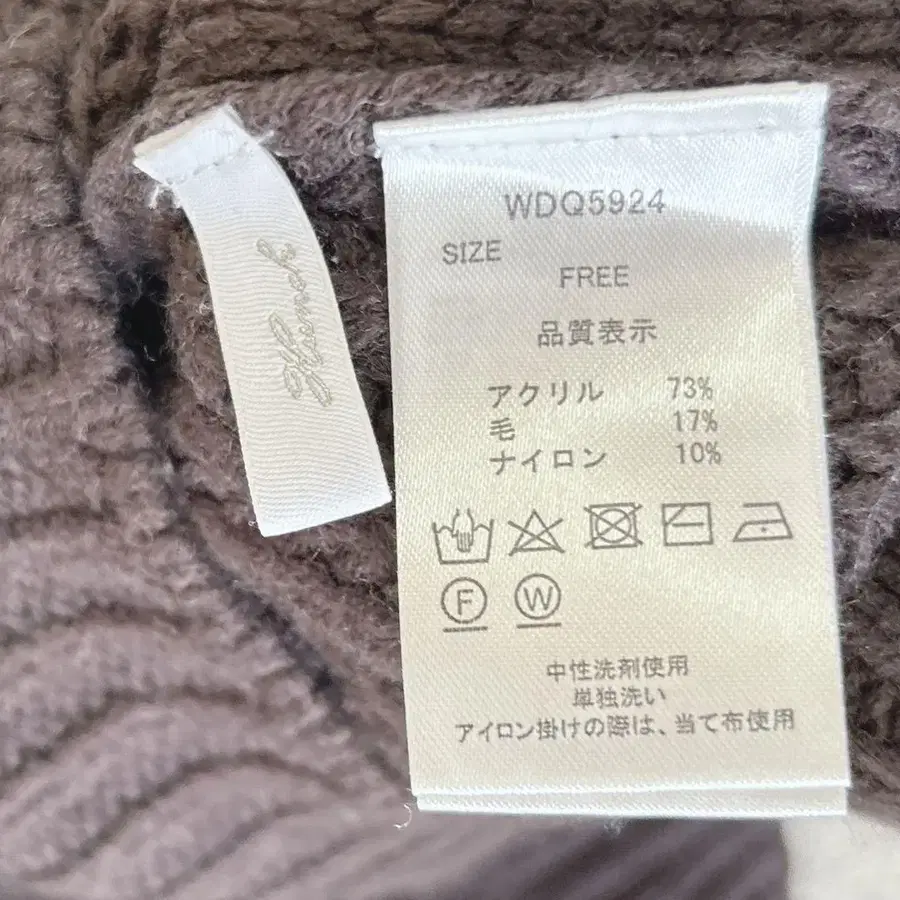 WDQ5924
SIZE
FREE
品質表示
アクリル 73%
毛 17%
ナイロン 10%
F W
中性洗剤使用
単独洗い
アイロン掛けの際は、当て布使用